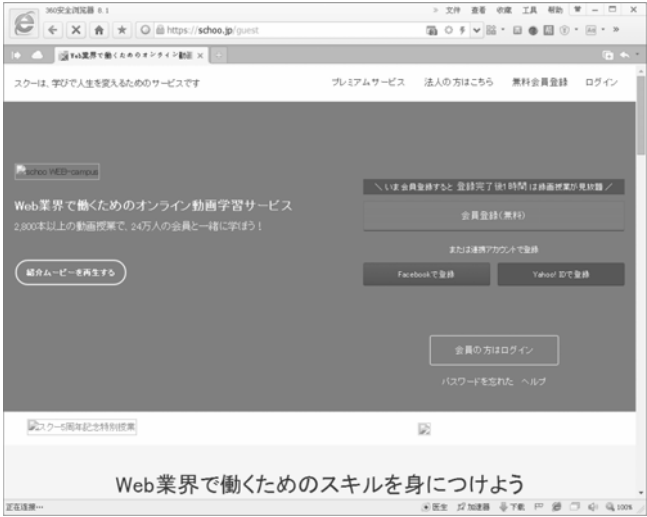 360安全浏览器 8.1
» 文件 查看 收藏 工具 帮助
https://schoo.jp/guest
Web業界で働くためのオンライン動画
スクーは、学びで人生を変えるためのサービスです
プレミアムサービス 法人の方はこちら 無料会員登録 ログイン
schoo WEB-campus
Web業界で働くためのオンライン動画学習サービス
2,800本以上の動画授業で、24万人の会員と一緒に学ぼう!
紹介ムービーを再生する
\ いま会員登録すると 登録完了後1時間 は録画授業が見放題 /
会員登録(無料)
または連携アカウントで登録
Facebookで登録 Yahoo! IDで登録
会員の方はログイン
パスワードを忘れた ヘルプ
スクー5周年記念特別授業
Web業界で働くためのスキルを身につけよう
正在连接…
医生 加速器 下载 100%